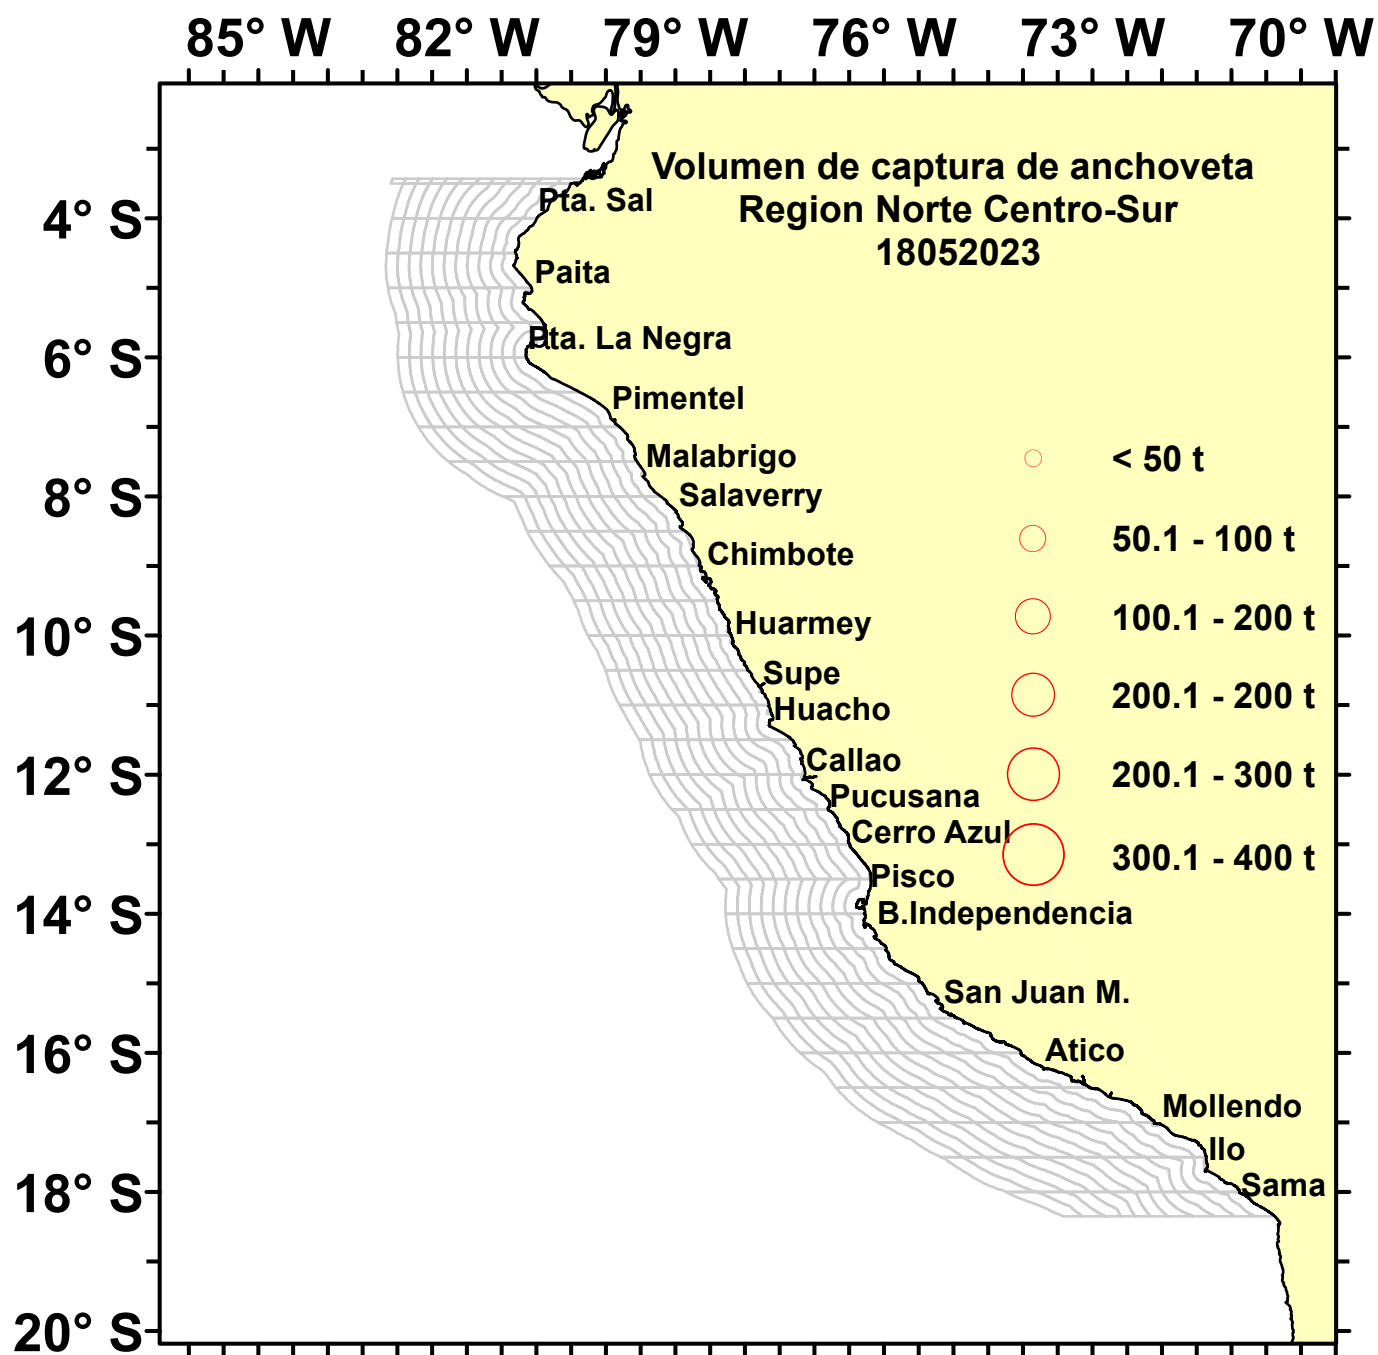 85° W 82° W 79° W 76° W 73° W 70° W
Volumen de captura de anchoveta
Region Norte Centro-Sur
18052023
4° S
6° S
8° S
10° S
12° S
14° S
16° S
18° S
20° S
Pta. Sal
Paita
Pta. La Negra
Pimentel
Malabrigo
Salaverry
Chimbote
Huarmey
Supe
Huacho
Callao
Pucusana
Cerro Azul
Pisco
B.Independencia
San Juan M.
Atico
Mollendo
Ilo
Sama
< 50 t
50.1 - 100 t
100.1 - 200 t
200.1 - 200 t
200.1 - 300 t
300.1 - 400 t